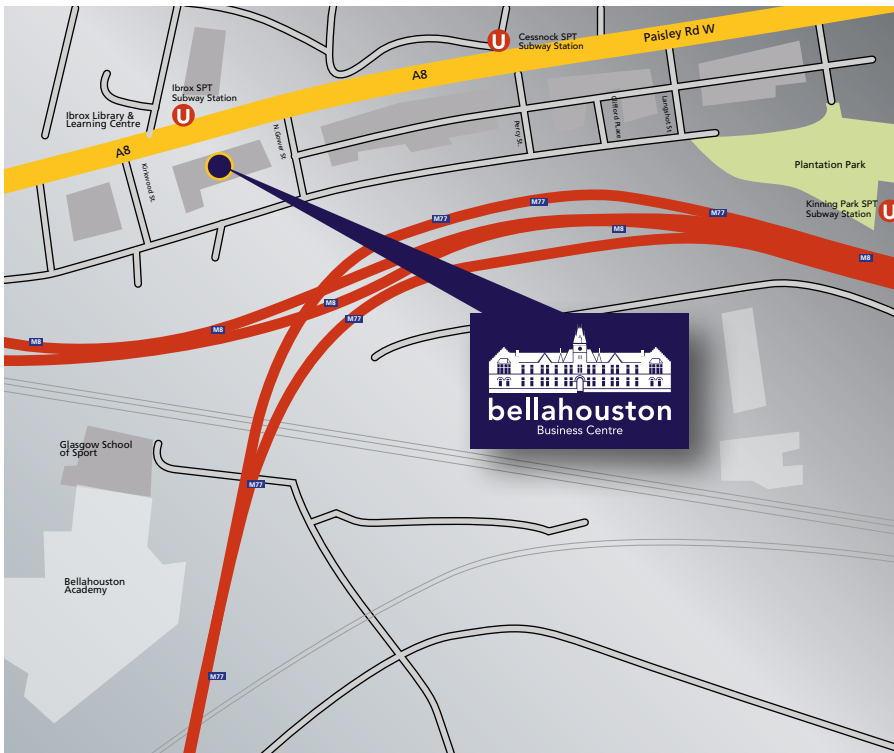 U
Cessnock SPT
Subway Station
Paisley Rd W
A8
Ibrox SPT
Subway Station
U
Ibrox Library &
Learning Centre
A8
Kirkwood St.
N Gower St
Percy St.
Clifford Place
Langshot St
Plantation Park
Kinning Park SPT
Subway Station
U
M77
M77
M77
M8
M8
M8
M77
M8
M8
bellahouston
Business Centre
Glasgow School
of Sport
M77
Bellahouston
Academy
M77